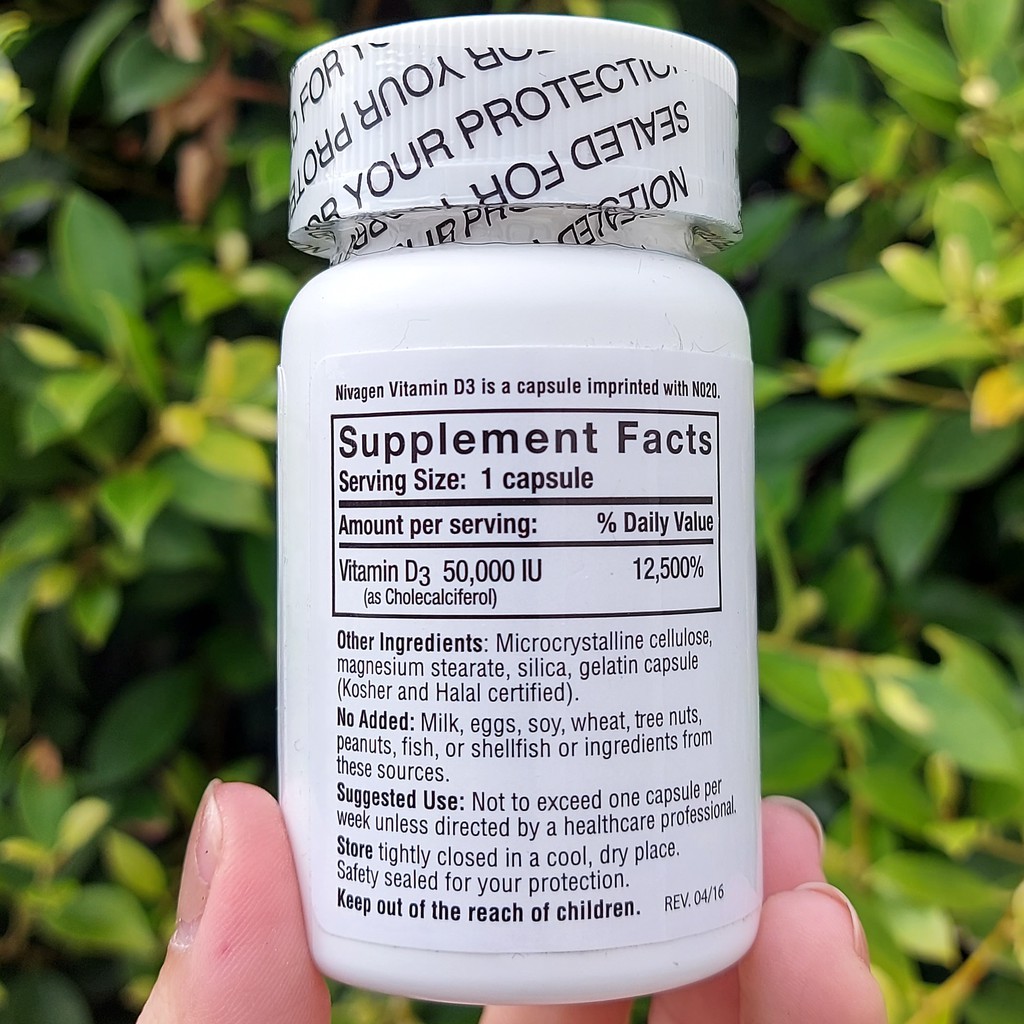 FOR
YOUR
YOUR PROTECTION
SEALED FOR
Nivagen Vitamin D3 is a capsule imprinted with N020.
Supplement Facts
Serving Size: 1 capsule
Amount per serving: % Daily Value
Vitamin D3 50,000 IU 12,500%
(as Cholecalciferol)
Other Ingredients: Microcrystalline cellulose,
magnesium stearate, silica, gelatin capsule
(Kosher and Halal certified).
No Added: Milk, eggs, soy, wheat, tree nuts,
peanuts, fish, or shellfish or ingredients from
these sources.
Suggested Use: Not to exceed one capsule per
week unless directed by a healthcare professional.
Store tightly closed in a cool, dry place.
Safety sealed for your protection.
Keep out of the reach of children. REV. 04/16